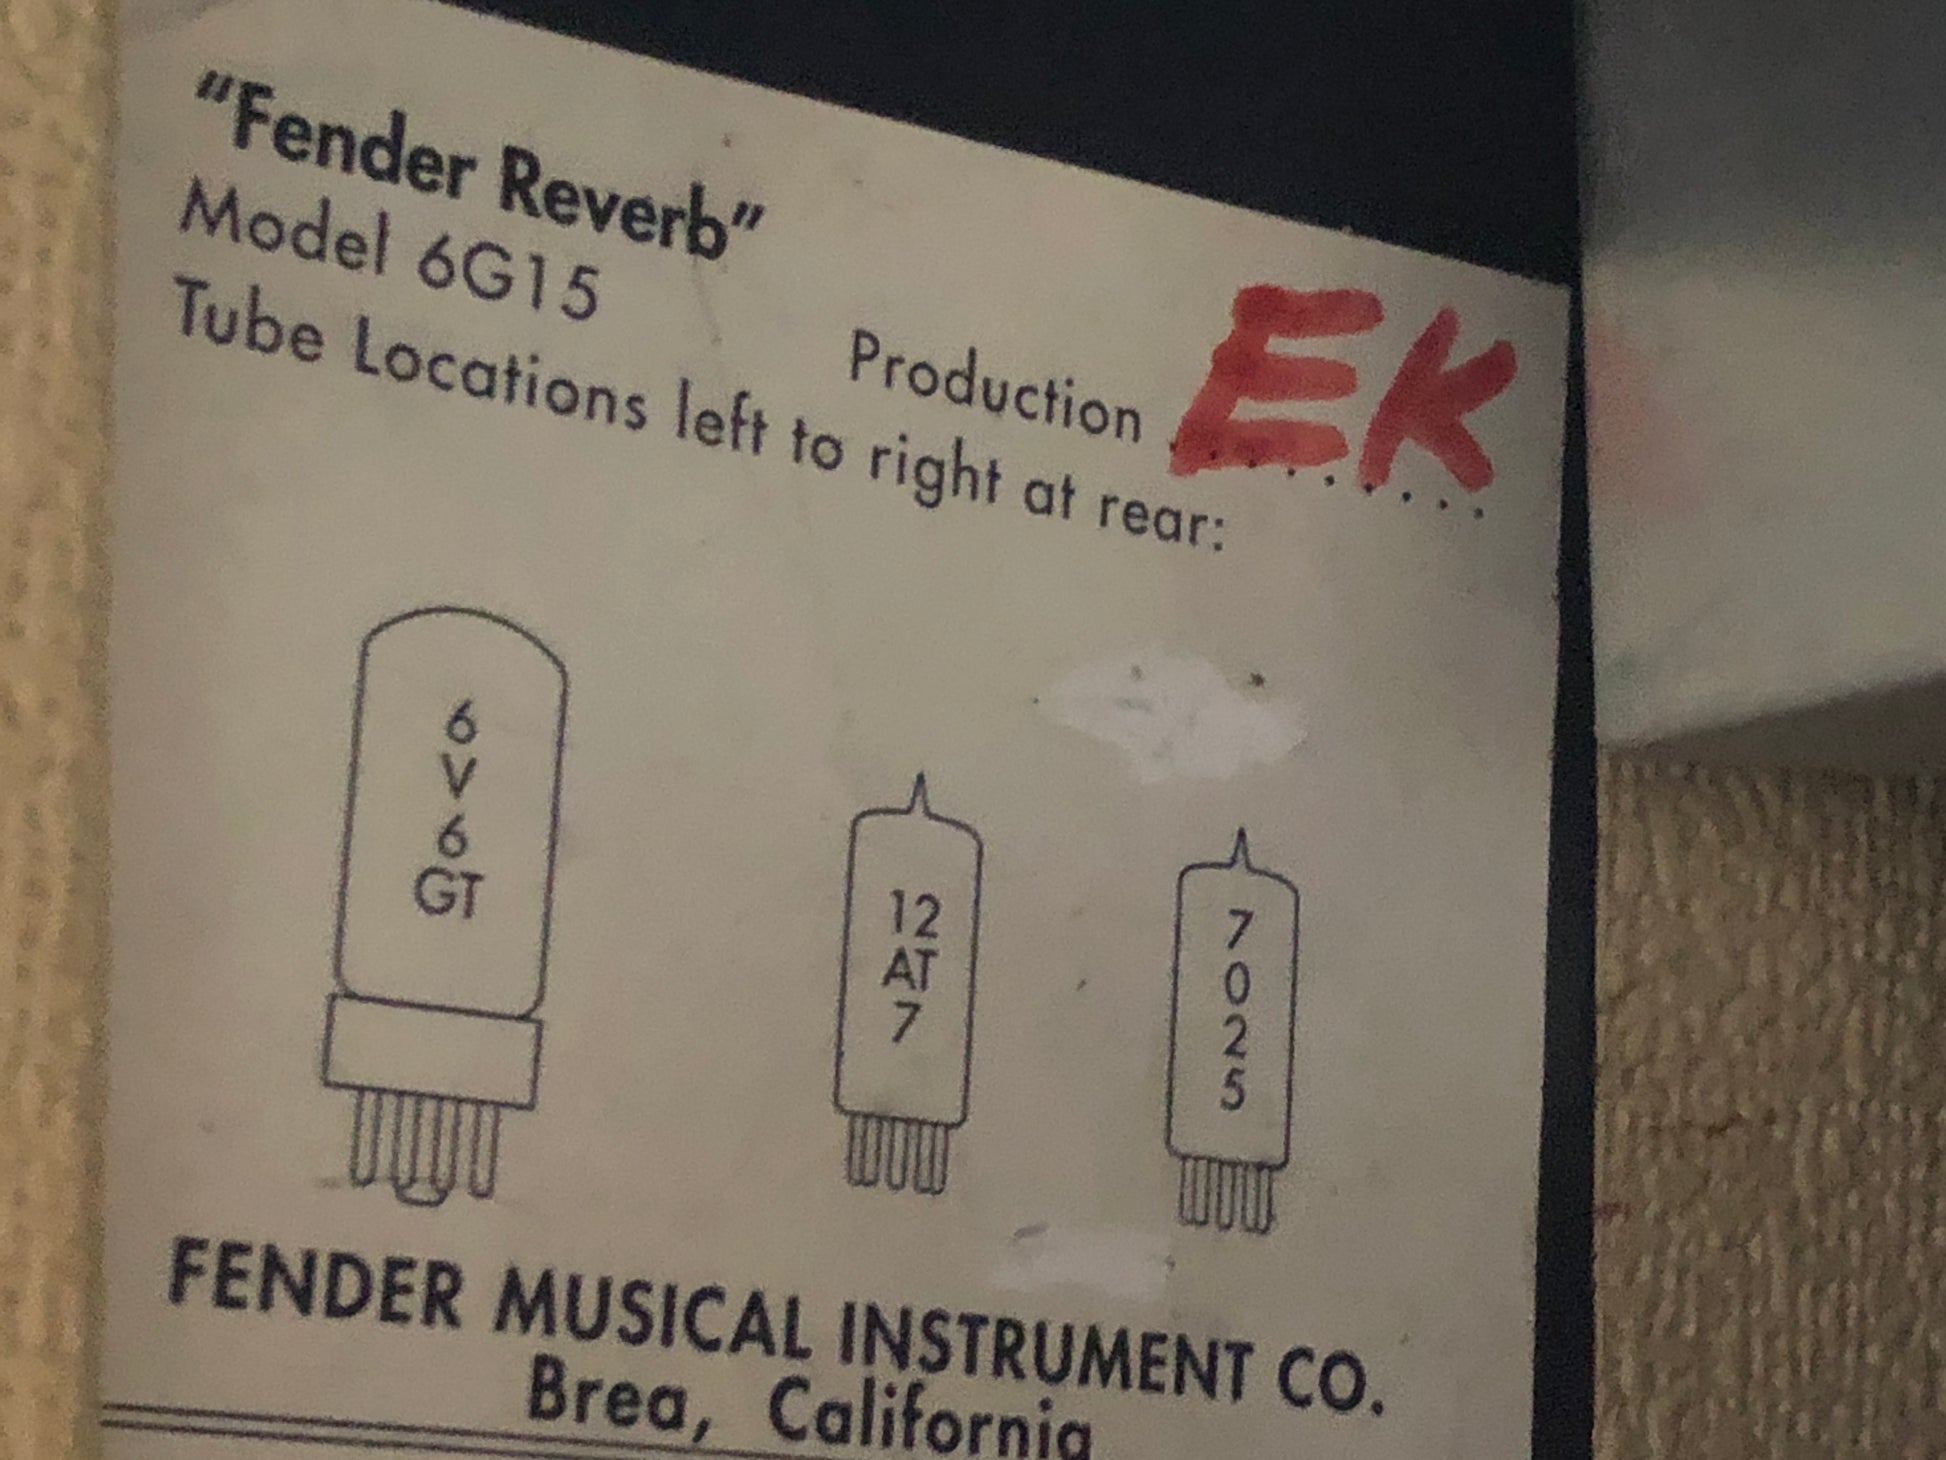 "Fender Reverb"
Model 6G15
Production EK
Tube Locations left to right at rear:
6
V
6
GT
12
AT
7
7
0
2
5
FENDER MUSICAL INSTRUMENT CO.
Brea, California